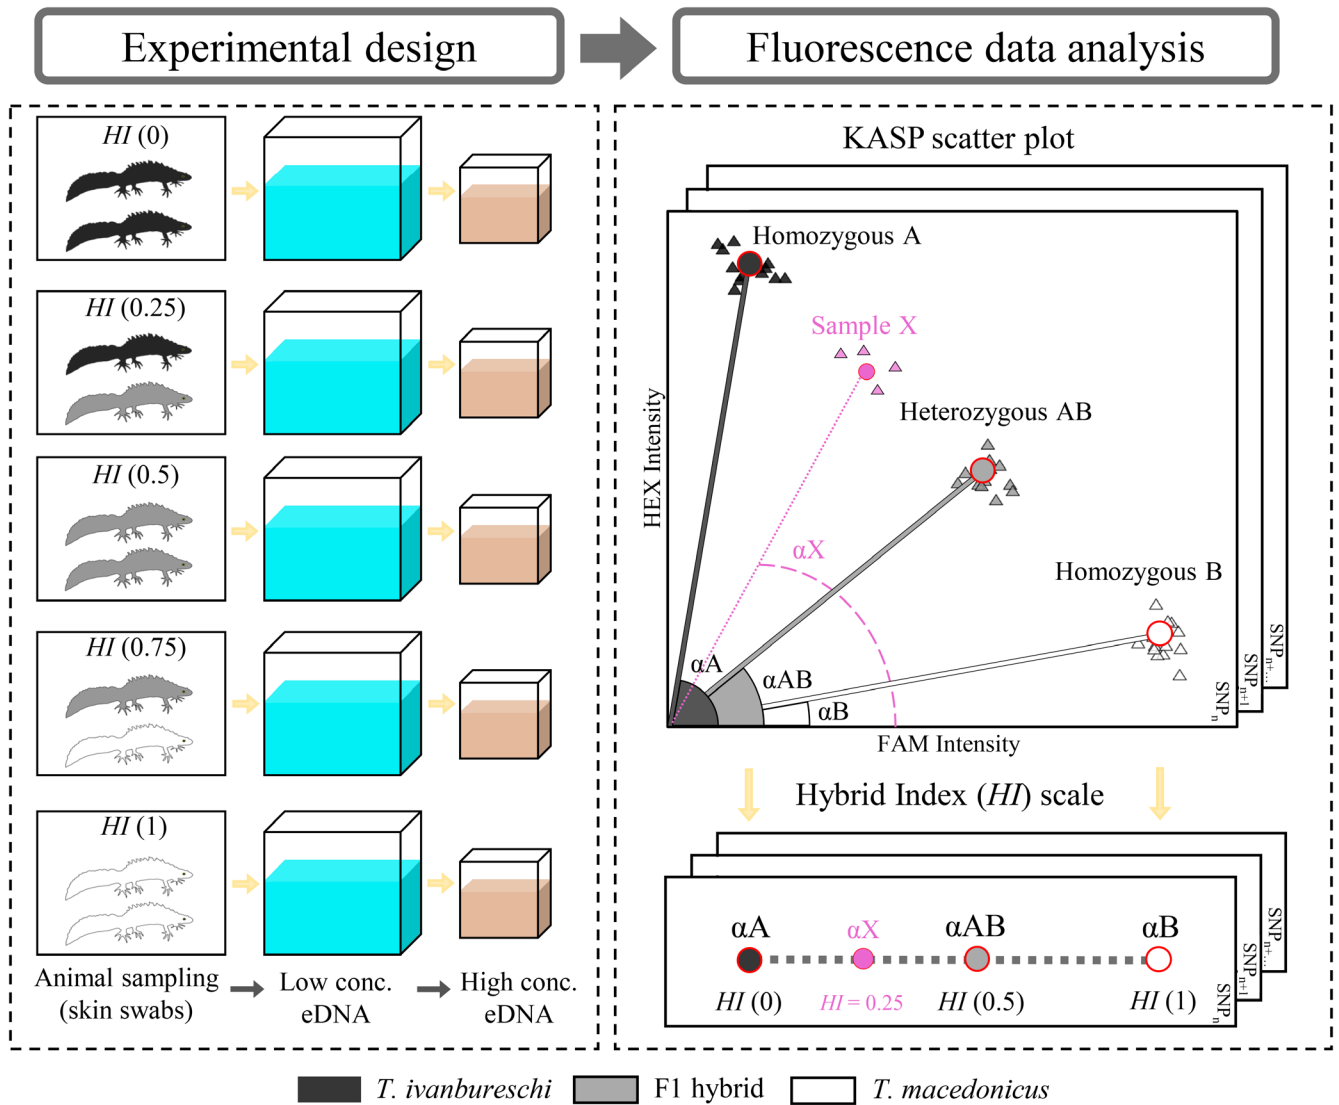 Experimental design
Fluorescence data analysis
HI (0)
HI (0.25)
HI (0.5)
HI (0.75)
HI (1)
Animal sampling
(skin swabs)
Low conc.
eDNA
High conc.
eDNA
KASP scatter plot
Homozygous A
Sample X
Heterozygous AB
Homozygous B
HEX Intensity
αX
αA
αAB
αB
FAM Intensity
SNPn
SNPn+1
SNPn+...
Hybrid Index (HI) scale
αA
αX
αAB
αB
HI (0)
HI = 0.25
HI (0.5)
HI (1)
SNPn
SNPn+1
SNPn+...
T. ivanbureschi
F1 hybrid
T. macedonicus